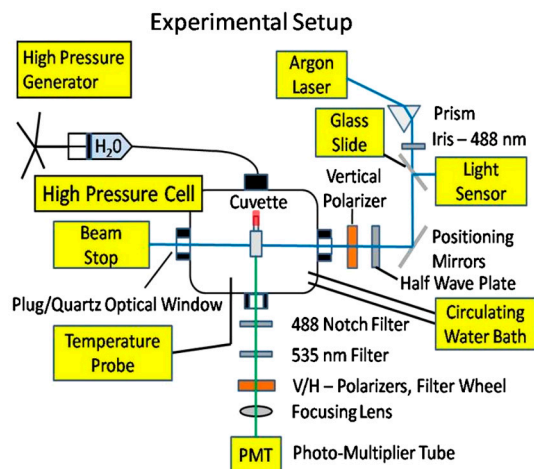 Experimental Setup
High Pressure
Generator
Argon
Laser
Prism
Iris – 488 nm
Glass
Slide
Light
Sensor
H₂0
High Pressure Cell
Cuvette
Vertical
Polarizer
Beam
Stop
Positioning
Mirrors
Half Wave Plate
Plug/Quartz Optical Window
Circulating
Water Bath
Temperature
Probe
488 Notch Filter
535 nm Filter
V/H – Polarizers, Filter Wheel
Focusing Lens
PMT
Photo-Multiplier Tube